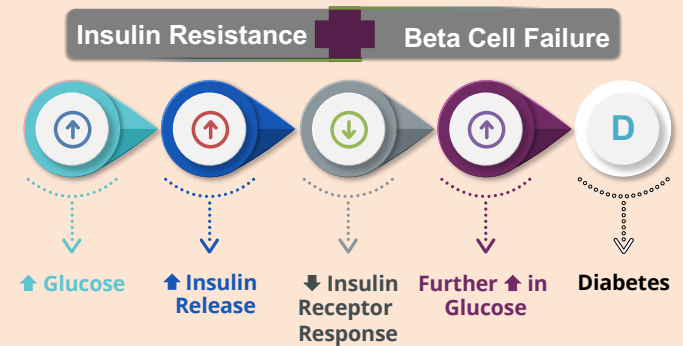 Insulin Resistance
Beta Cell Failure
D
Glucose
Insulin
Release
Insulin
Receptor
Response
Further in
Glucose
Diabetes